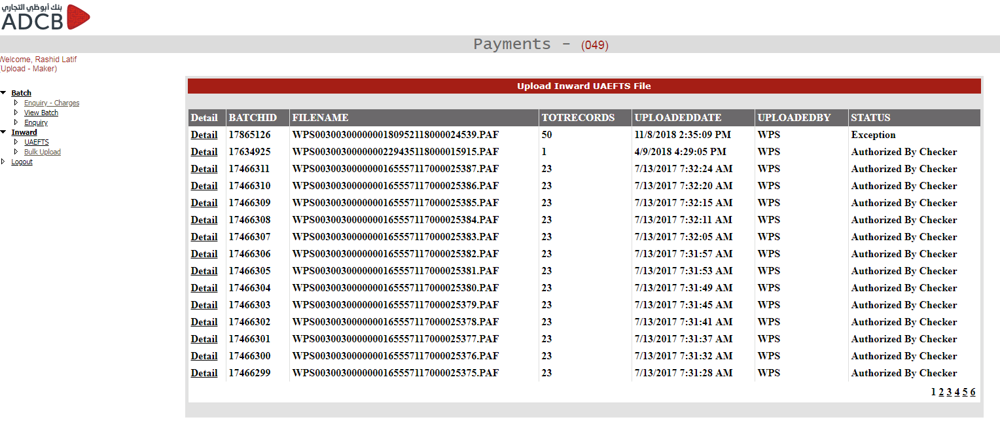 بنك أبوظبي التجاري
ADCB
Payments - (049)
Welcome, Rashid Latif
(Upload - Maker)
Batch
Enquiry - Charges
View Batch
Enquiry
Inward
UAEFTS
Bulk Upload
Logout
Upload Inward UAEFTS File
Detail BATCHID FILENAME TOTRECORDS UPLOADEDDATE UPLOADEDBY STATUS
Detail 17865126 WPS003003000000018095​2118000024539.PAF 50 11/8/2018 2:35:09 PM WPS Exception
Detail 17634925 WPS0030030000000229435118000015915.PAF 1 4/9/2018 4:29:05 PM WPS Authorized By Checker
Detail 17466311 WPS0030030000000165557117000025387.PAF 23 7/13/2017 7:32:24 AM WPS Authorized By Checker
Detail 17466310 WPS0030030000000165557117000025386.PAF 23 7/13/2017 7:32:20 AM WPS Authorized By Checker
Detail 17466309 WPS0030030000000165557117000025385.PAF 23 7/13/2017 7:32:15 AM WPS Authorized By Checker
Detail 17466308 WPS0030030000000165557117000025384.PAF 23 7/13/2017 7:32:11 AM WPS Authorized By Checker
Detail 17466307 WPS0030030000000165557117000025383.PAF 23 7/13/2017 7:32:05 AM WPS Authorized By Checker
Detail 17466306 WPS0030030000000165557117000025382.PAF 23 7/13/2017 7:31:57 AM WPS Authorized By Checker
Detail 17466305 WPS0030030000000165557117000025381.PAF 23 7/13/2017 7:31:53 AM WPS Authorized By Checker
Detail 17466304 WPS0030030000000165557117000025380.PAF 23 7/13/2017 7:31:49 AM WPS Authorized By Checker
Detail 17466303 WPS0030030000000165557117000025379.PAF 23 7/13/2017 7:31:45 AM WPS Authorized By Checker
Detail 17466302 WPS0030030000000165557117000025378.PAF 23 7/13/2017 7:31:41 AM WPS Authorized By Checker
Detail 17466301 WPS0030030000000165557117000025377.PAF 23 7/13/2017 7:31:37 AM WPS Authorized By Checker
Detail 17466300 WPS0030030000000165557117000025376.PAF 23 7/13/2017 7:31:32 AM WPS Authorized By Checker
Detail 17466299 WPS0030030000000165557117000025375.PAF 23 7/13/2017 7:31:28 AM WPS Authorized By Checker
1 2 3 4 5 6